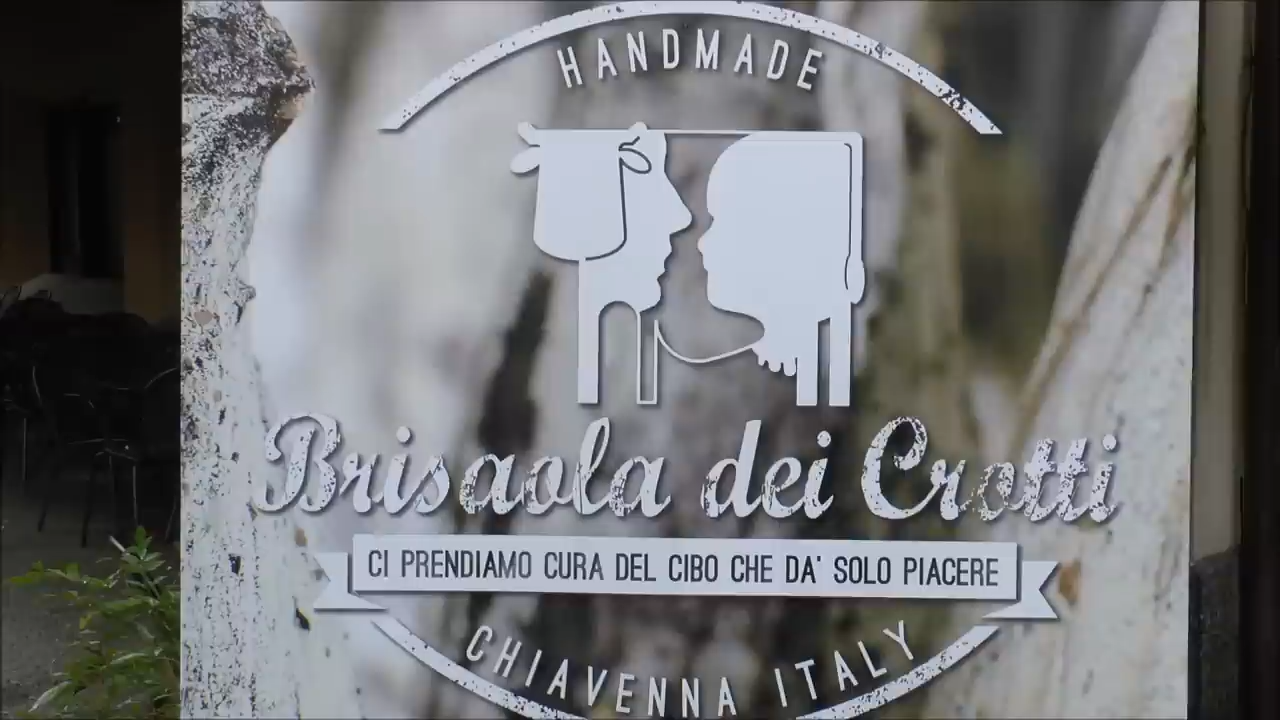 HANDMADE
Brisaola dei Crotti
CI PRENDIAMO CURA DEL CIBO CHE DA' SOLO PIACERE
CHIAVENNA ITALY